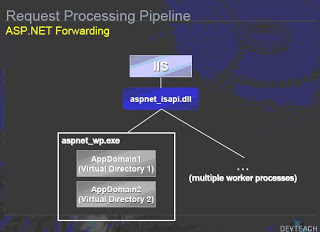 Request Processing Pipeline
ASP.NET Forwarding
IIS
aspnet_isapi.dll
aspnet_wp.exe
AppDomain1
(Virtual Directory 1)
AppDomain2
(Virtual Directory 2)
...
(multiple worker processes)
DEVTEACH